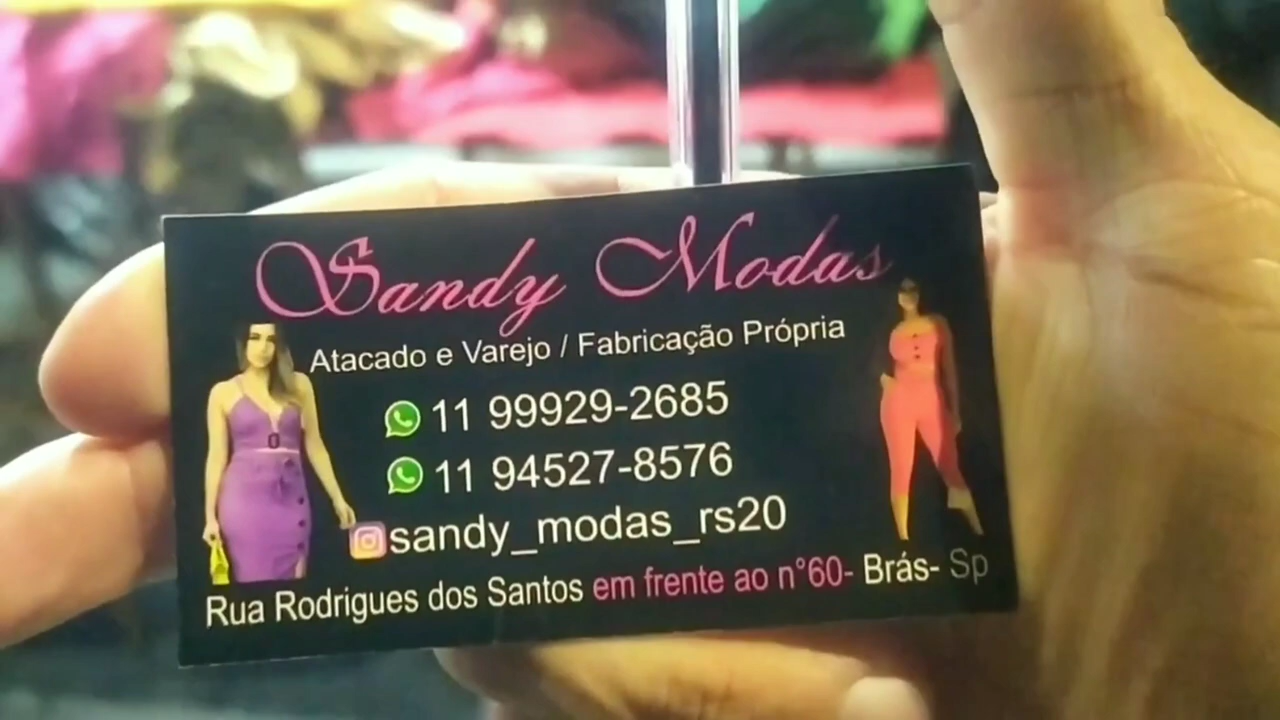 Sandy Modas
Atacado e Varejo / Fabricação Própria
11 99929-2685
11 94527-8576
sandy_modas_rs20
Rua Rodrigues dos Santos em frente ao n°60- Brás- Sp